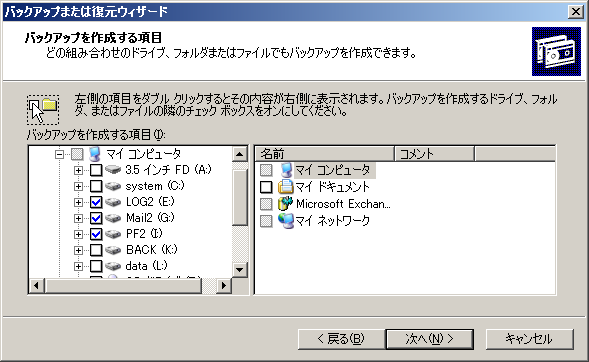 バックアップまたは復元ウィザード
バックアップを作成する項目
どの組み合わせのドライブ、フォルダまたはファイルでもバックアップを作成できます。
左側の項目をダブル クリックするとその内容が右側に表示されます。バックアップを作成するドライブ、フォル
ダ、またはファイルの隣のチェック ボックスをオンにしてください。
バックアップを作成する項目(I):
マイ コンピュータ
3.5 インチ FD (A:)
system (C:)
LOG2 (E:)
Mail2 (G:)
PF2 (I:)
BACK (K:)
data (L:)
名前 コメント
マイ コンピュータ
マイ ドキュメント
Microsoft Exchan...
マイ ネットワーク
< 戻る(B) 次へ(N) > キャンセル